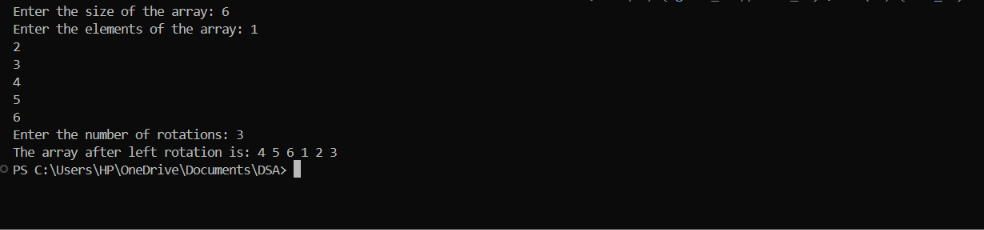 Enter the size of the array: 6
Enter the elements of the array: 1
2
3
4
5
6
Enter the number of rotations: 3
The array after left rotation is: 4 5 6 1 2 3
PS C:\Users\HP\OneDrive\Documents\DSA>